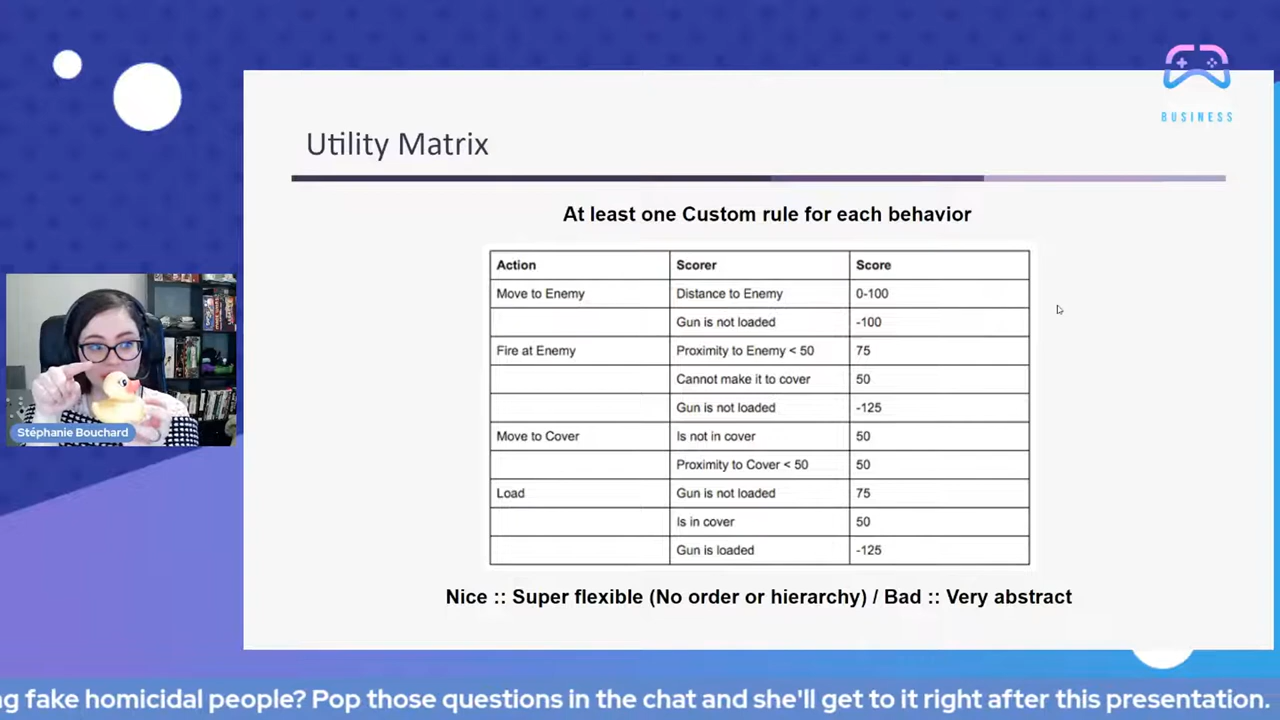 BUSINESS
Utility Matrix
At least one Custom rule for each behavior
Action Scorer Score
Move to Enemy Distance to Enemy 0-100
Gun is not loaded -100
Fire at Enemy Proximity to Enemy < 50 75
Cannot make it to cover 50
Gun is not loaded -125
Move to Cover Is not in cover 50
Proximity to Cover < 50 50
Load Gun is not loaded 75
Is in cover 50
Gun is loaded -125
Nice :: Super flexible (No order or hierarchy) / Bad :: Very abstract
Stéphanie Bouchard
g fake homicidal people? Pop those questions in the chat and she'll get to it right after this presentation.